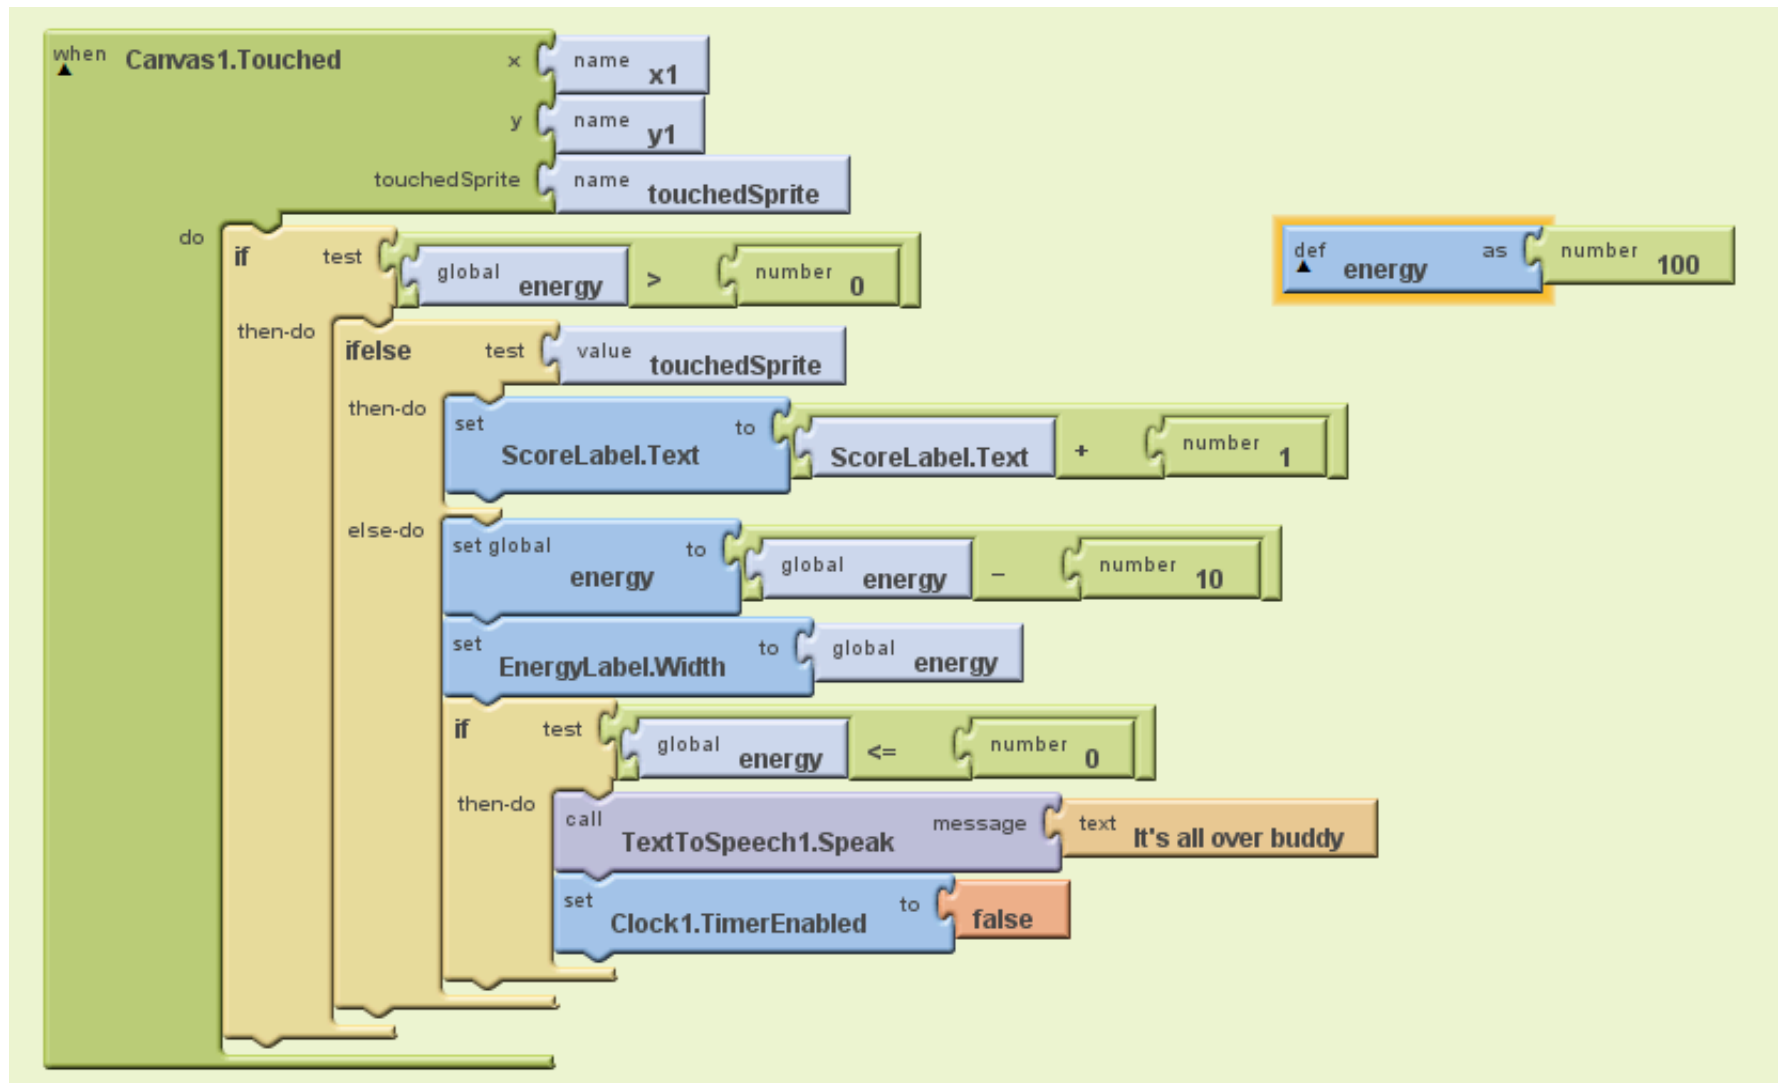 when Canvas1.Touched x name x1
y name y1
touchedSprite name touchedSprite
do if test global energy > number 0
def energy as number 100
then-do ifelse test value touchedSprite
then-do set ScoreLabel.Text to ScoreLabel.Text + number 1
else-do set global energy to global energy - number 10
set EnergyLabel.Width to global energy
if test global energy <= number 0
then-do call TextToSpeech1.Speak message text It's all over buddy
set Clock1.TimerEnabled to false